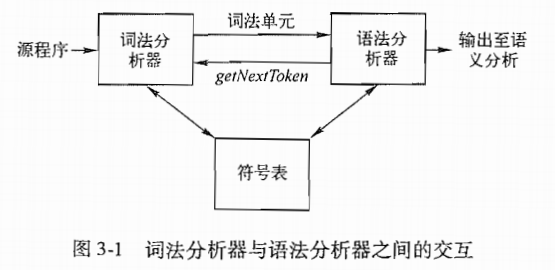 词法单元
源程序
词法分
析器
语法分
析器
输出至语
义分析
getNextToken
符号表
图 3-1 词法分析器与语法分析器之间的交互